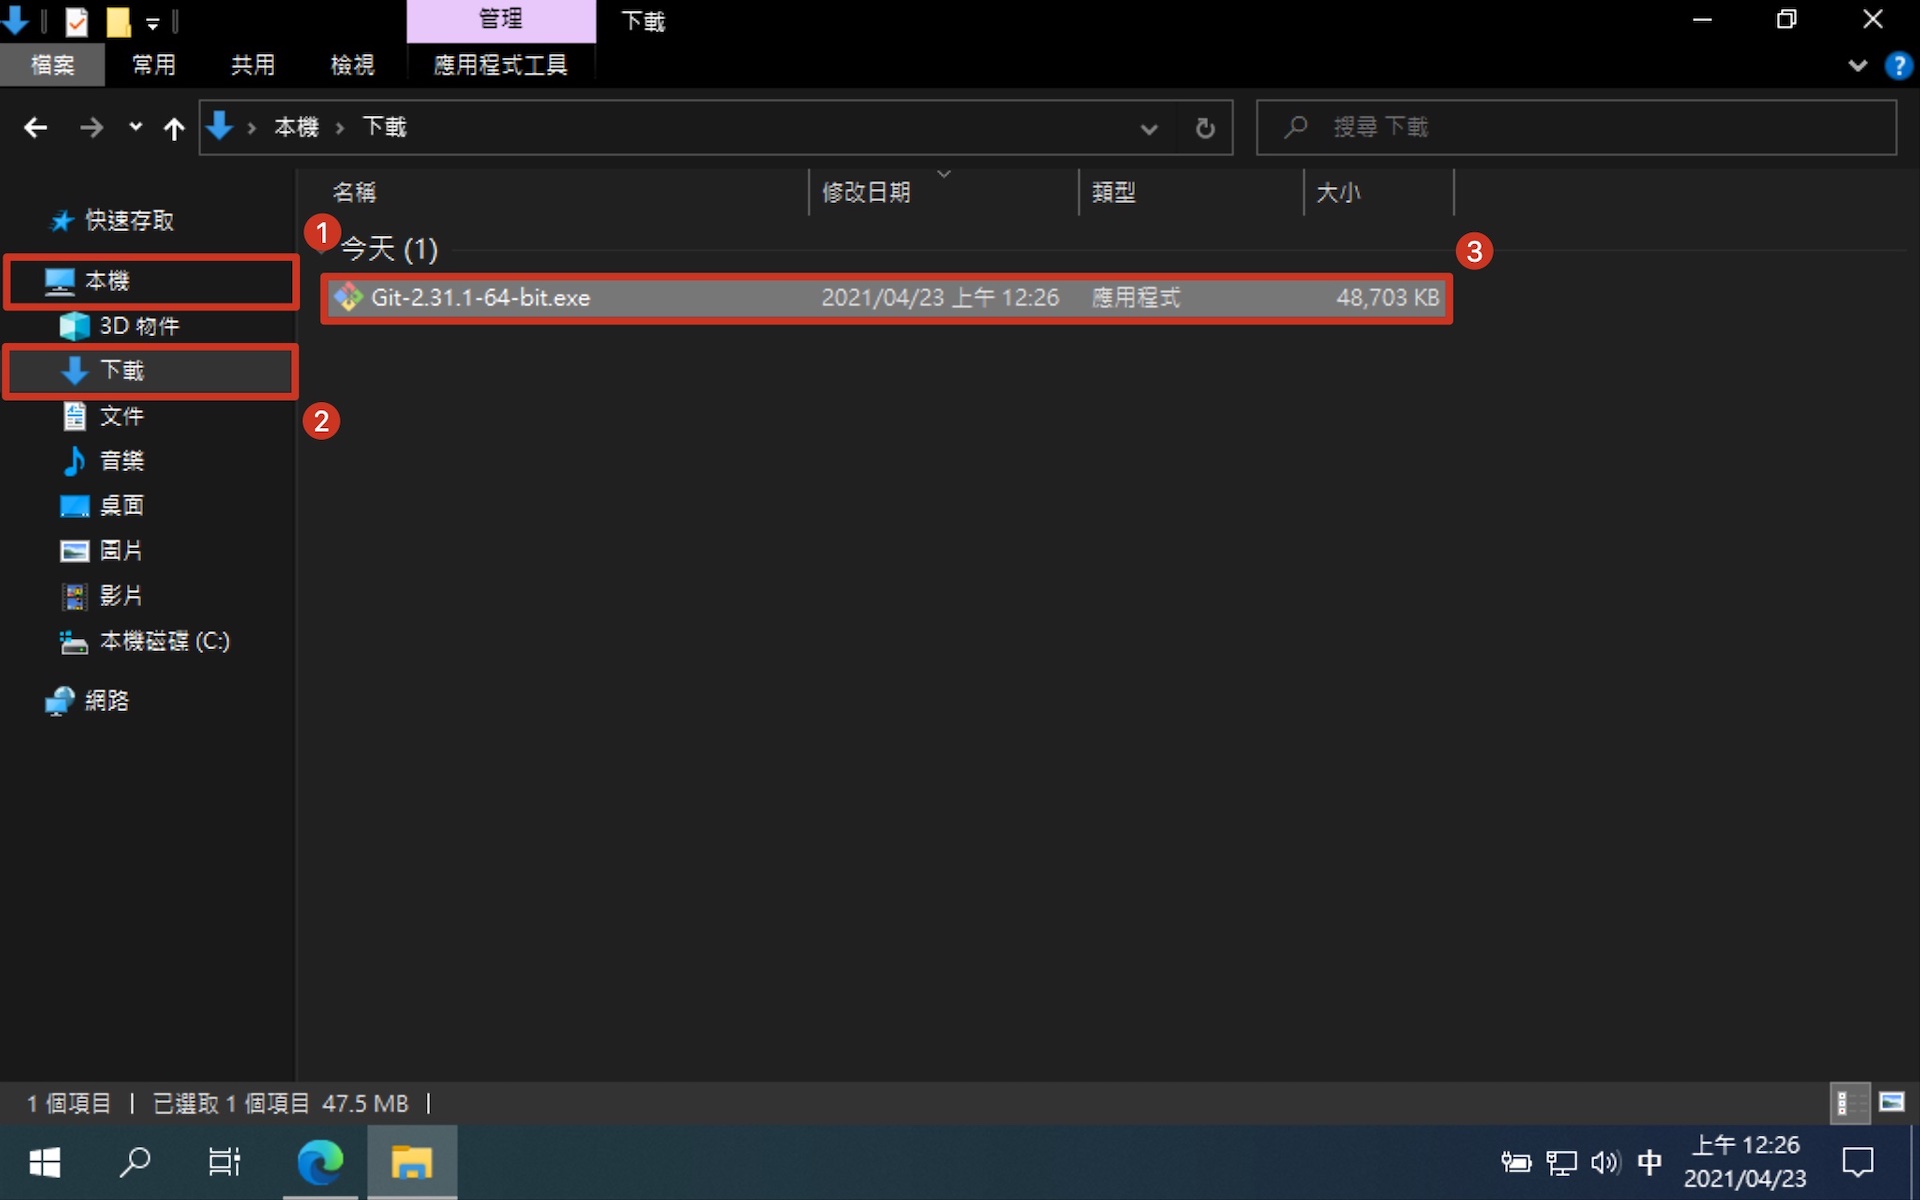 管理
下載
檔案
常用
共用
檢視
應用程式工具
?
本機
下載
搜尋 下載
名稱
修改日期
類型
大小
快速存取
1
今天 (1)
3
本機
Git-2.31.1-64-bit.exe
2021/04/23 上午 12:26
應用程式
48,703 KB
3D 物件
下載
2
文件
音樂
桌面
圖片
影片
本機磁碟 (C:)
網路
1 個項目
已選取 1 個項目 47.5 MB
中
上午 12:26
2021/04/23